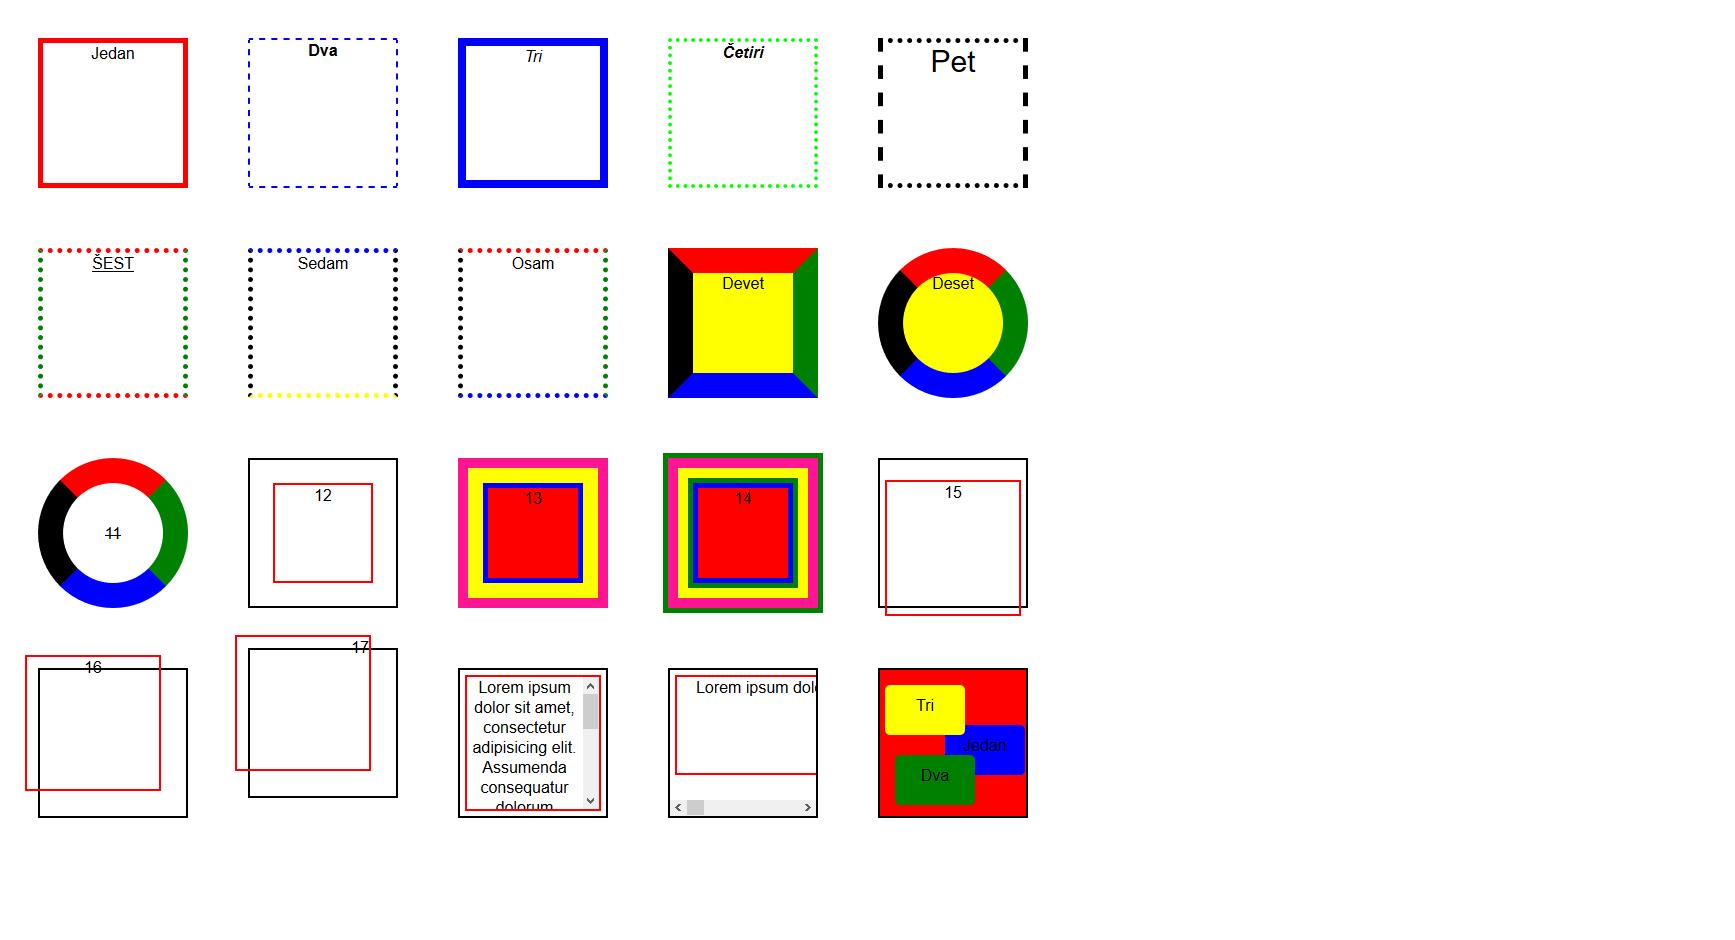 Jedan
Dva
Tri
Četiri
Pet
ŠEST
Sedam
Osam
Devet
Deset
11
12
13
14
15
16
17
Lorem ipsum
dolor sit amet,
consectetur
adipisicing elit.
Assumenda
consequatur
dolorum
Lorem ipsum dolo
Tri
Jedan
Dva